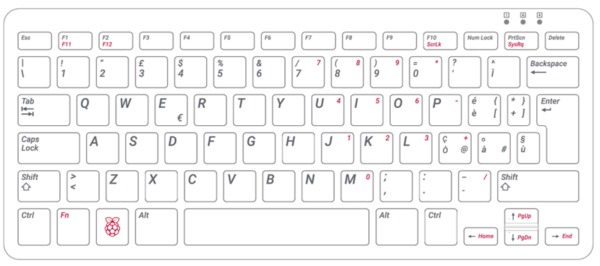 1 A S
Esc F1 F11 F2 F12 F3 F4 F5 F6 F7 F8 F9 F10 ScrLk Num Lock PrtScn SysRq Delete
| \ ! 1 " 2 £ 3 $ 4 % 5 & 6 / 7 7 ( 8 8 ) 9 9 = 0 * ? ' ^ ì Backspace
Tab Q W E € R T Y U 4 I 5 O 6 P - é è { [ * } + ] Enter
Caps Lock A S D F G H J 1 K 2 L 3 ç + ò @ ° à # § ù
Shift > < Z X C V B N M 0 ; , : . _ / - Shift
Ctrl Fn Alt Alt Ctrl Home PgUp PgDn End